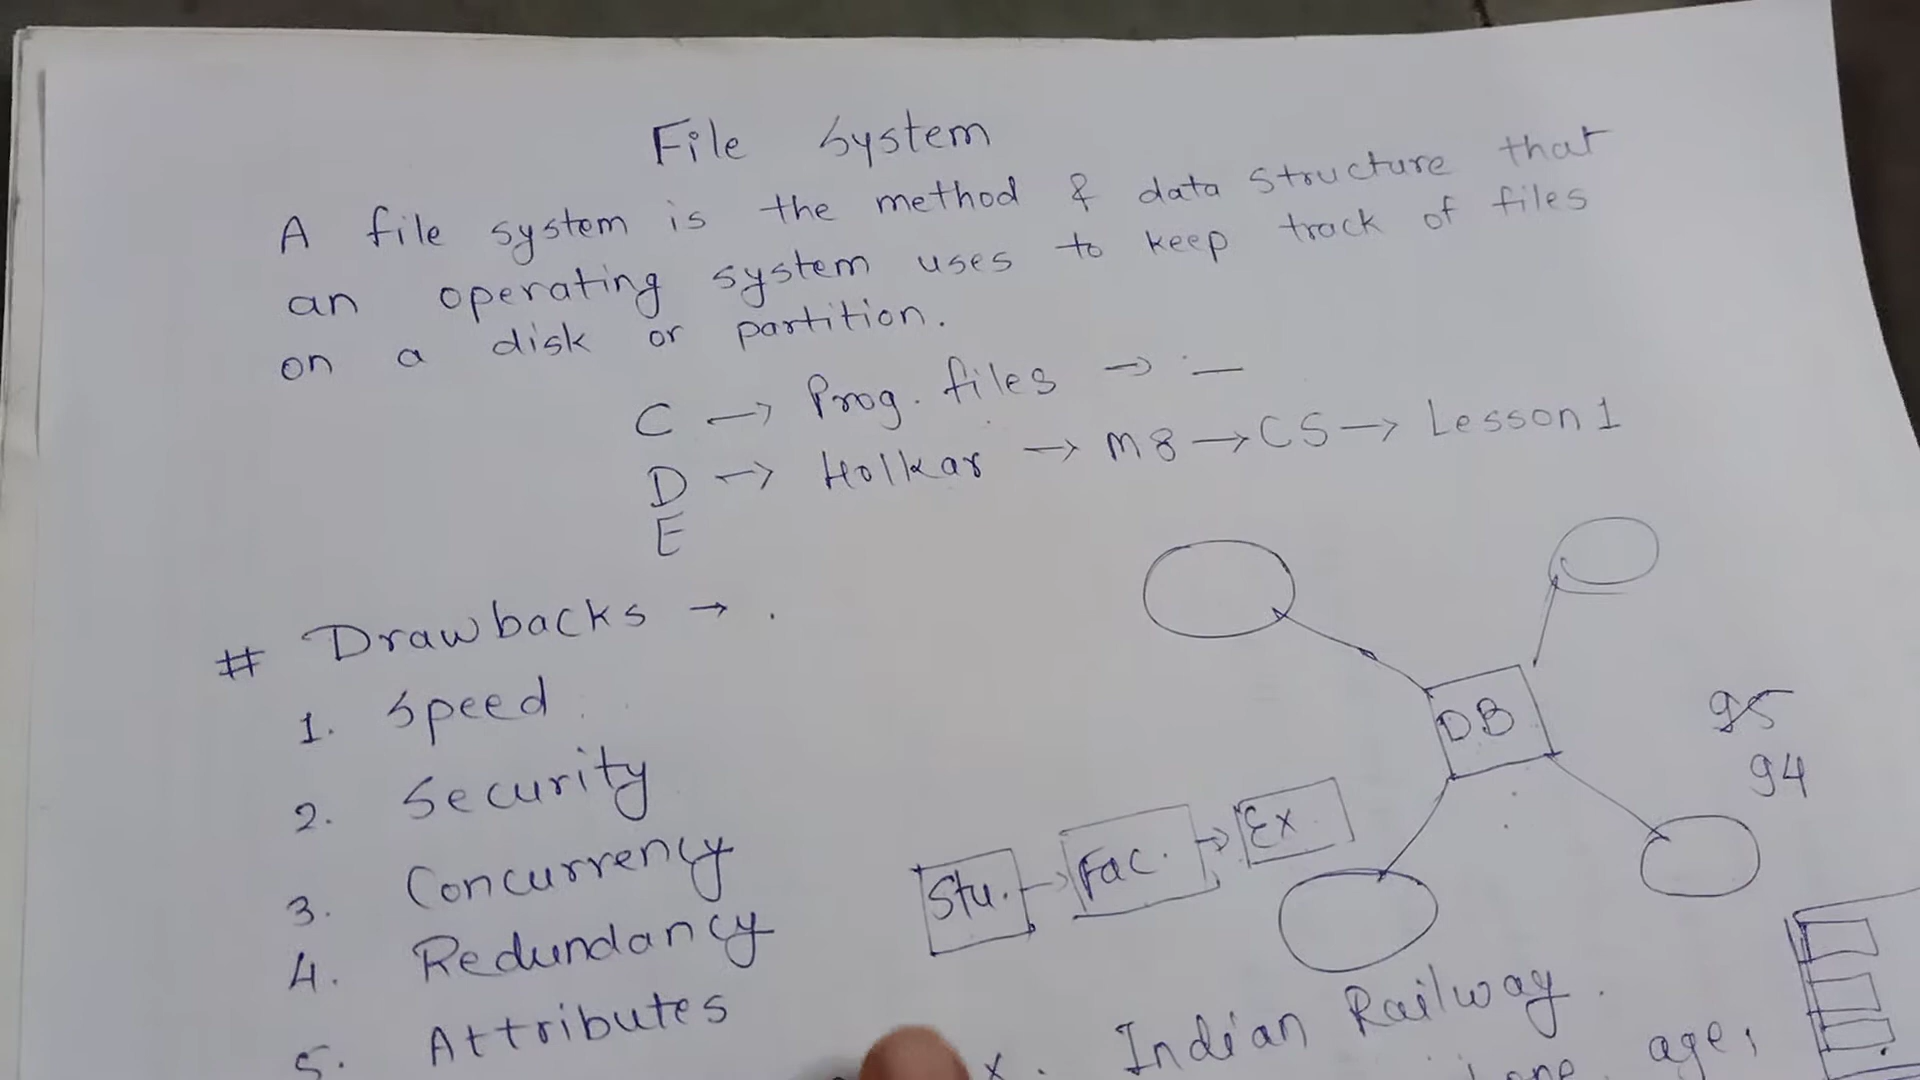 File System
A file system is the method & data structure that
an operating system uses to keep track of files
on a disk or partition.
C → Prog. files → —
D → Holkar → M8 → CS → Lesson 1
E
# Drawbacks →
1. Speed
2. Security
3. Concurrency
4. Redundancy
5. Attributes
DB
95
94
Stu. → Fac. → Ex
Indian Railway.
age,